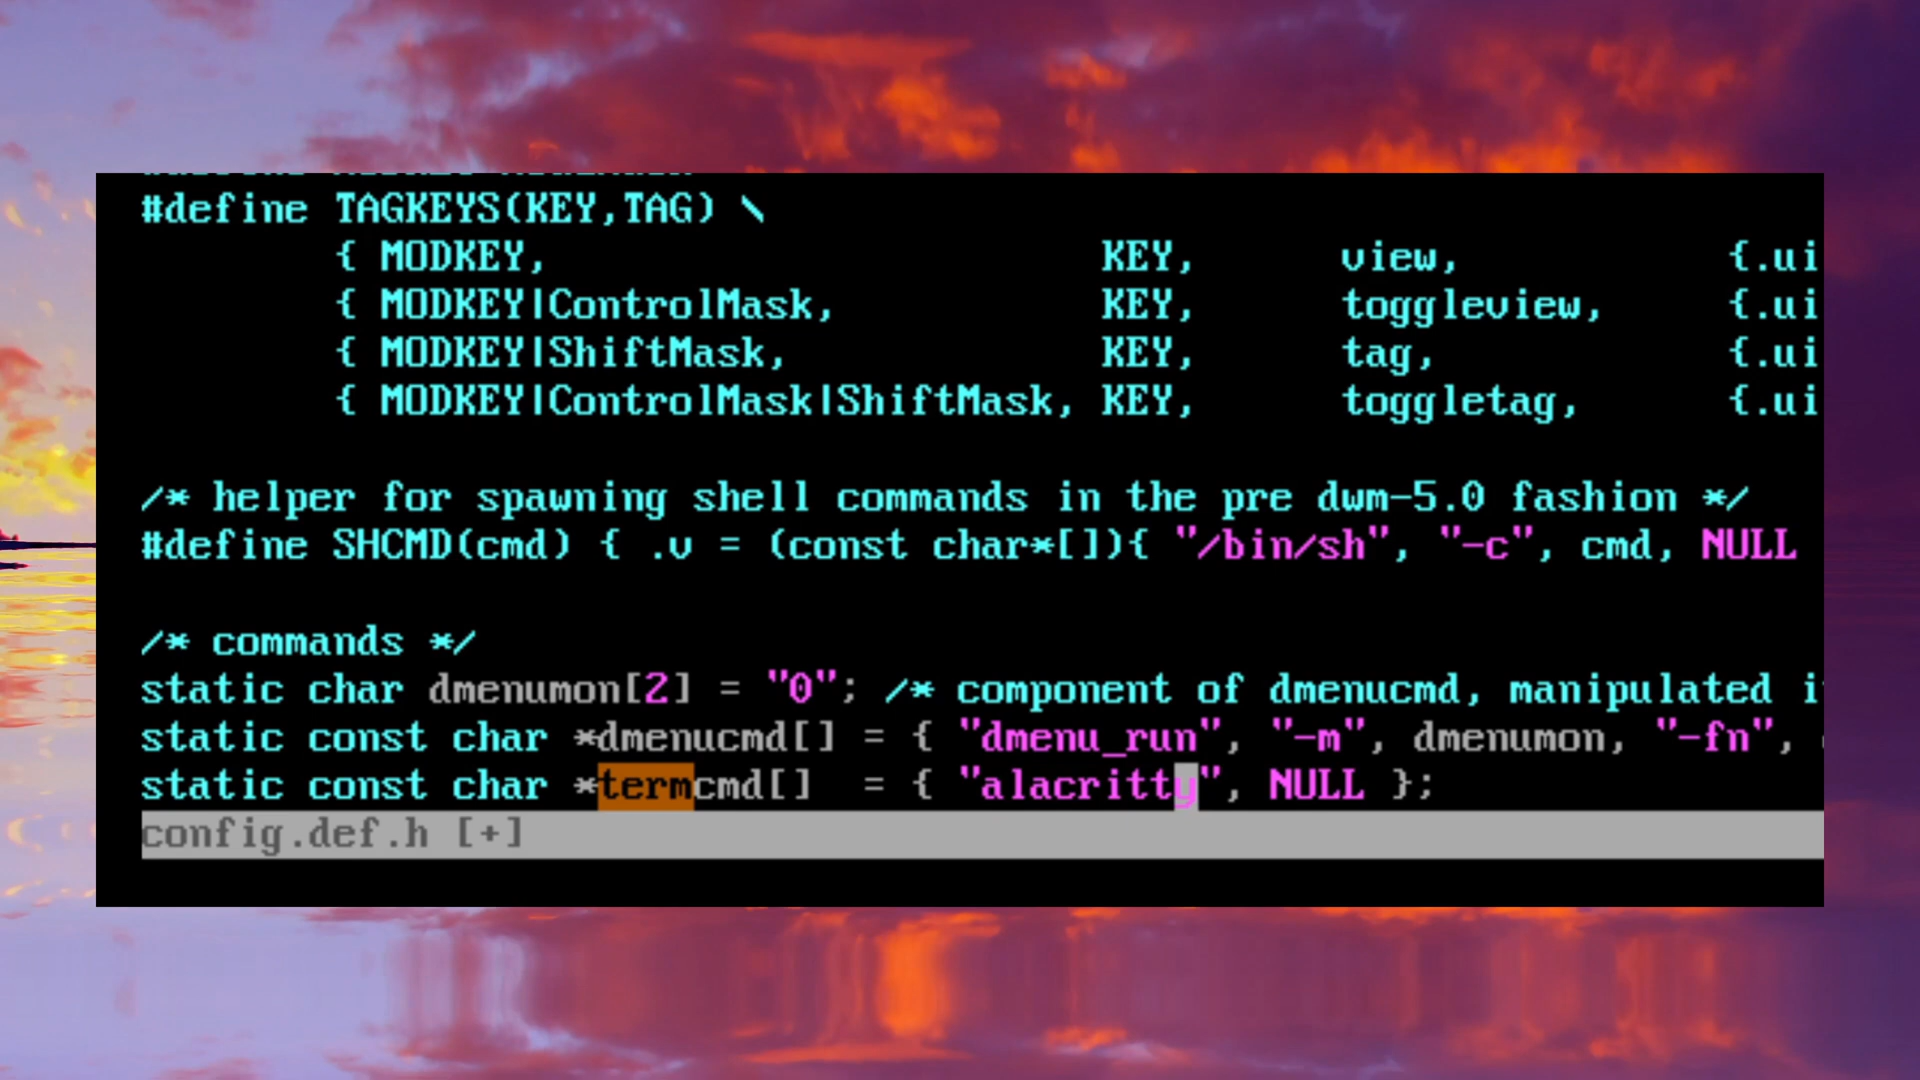 #define TAGKEYS(KEY,TAG) \
{ MODKEY, KEY, view, {.ui
{ MODKEY|ControlMask, KEY, toggleview, {.ui
{ MODKEY|ShiftMask, KEY, tag, {.ui
{ MODKEY|ControlMask|ShiftMask, KEY, toggletag, {.ui
/* helper for spawning shell commands in the pre dwm-5.0 fashion */
#define SHCMD(cmd) { .v = (const char*[]){ "/bin/sh", "-c", cmd, NULL
/* commands */
static char dmenumon[2] = "0"; /* component of dmenucmd, manipulated i
static const char *dmenucmd[] = { "dmenu_run", "-m", dmenumon, "-fn",
static const char *termcmd[] = { "alacritty", NULL };
config.def.h [+]